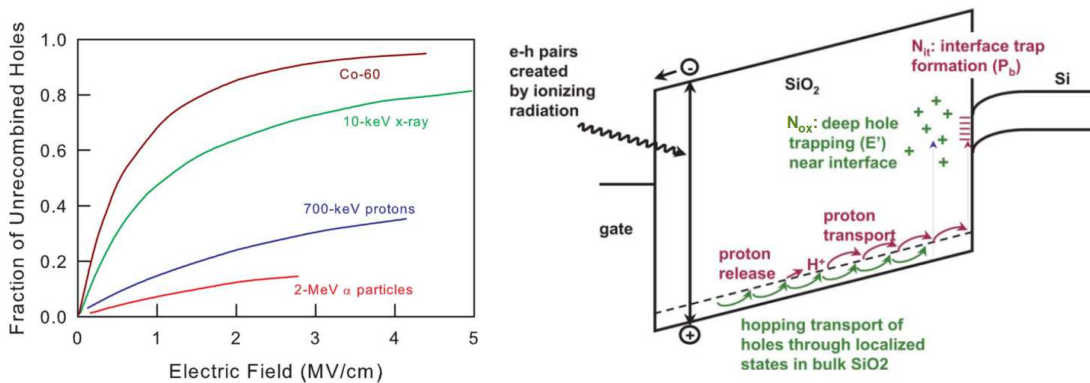 Fraction of Unrecombined Holes
1.0
0.8
0.6
0.4
0.2
0.0
Co-60
10-keV x-ray
700-keV protons
2-MeV α particles
0 1 2 3 4 5
Electric Field (MV/cm)
e-h pairs
created
by ionizing
radiation
-
SiO2
Nit: interface trap
formation (Pb)
Si
Nox: deep hole
trapping (E')
near interface
+ + + + + + + +
gate
proton
transport
proton
release
H+
+
hopping transport of
holes through localized
states in bulk SiO2